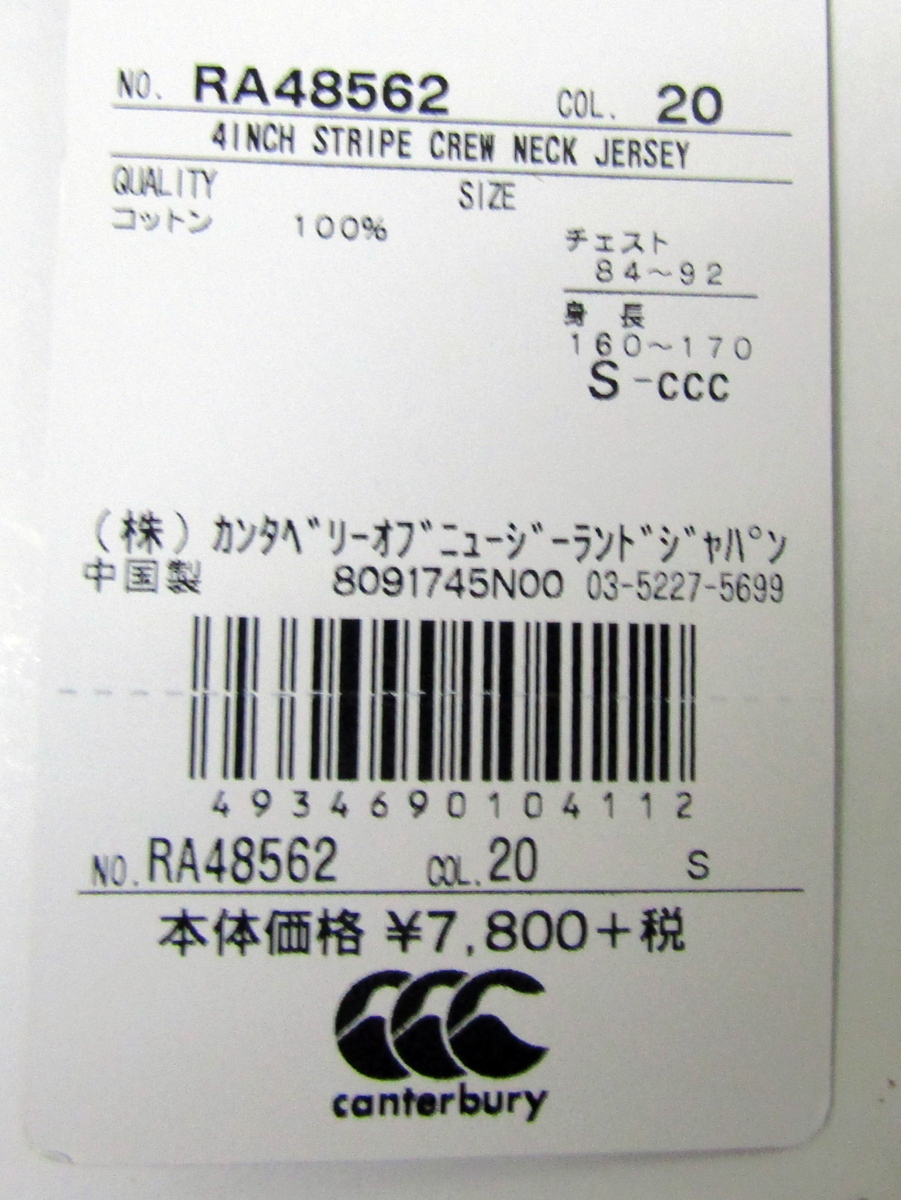 NO. RA48562 COL. 20
4INCH STRIPE CREW NECK JERSEY
QUALITY SIZE
コットン 100%
チェスト
84～92
身 長
160～170
S-CCC
(株)カンタベリーオブニュージーランドジャパン
中国製 8091745N00 03-5227-5699
4934690104112
NO.RA48562 COL.20 S
本体価格 ¥7,800+税
canterbury